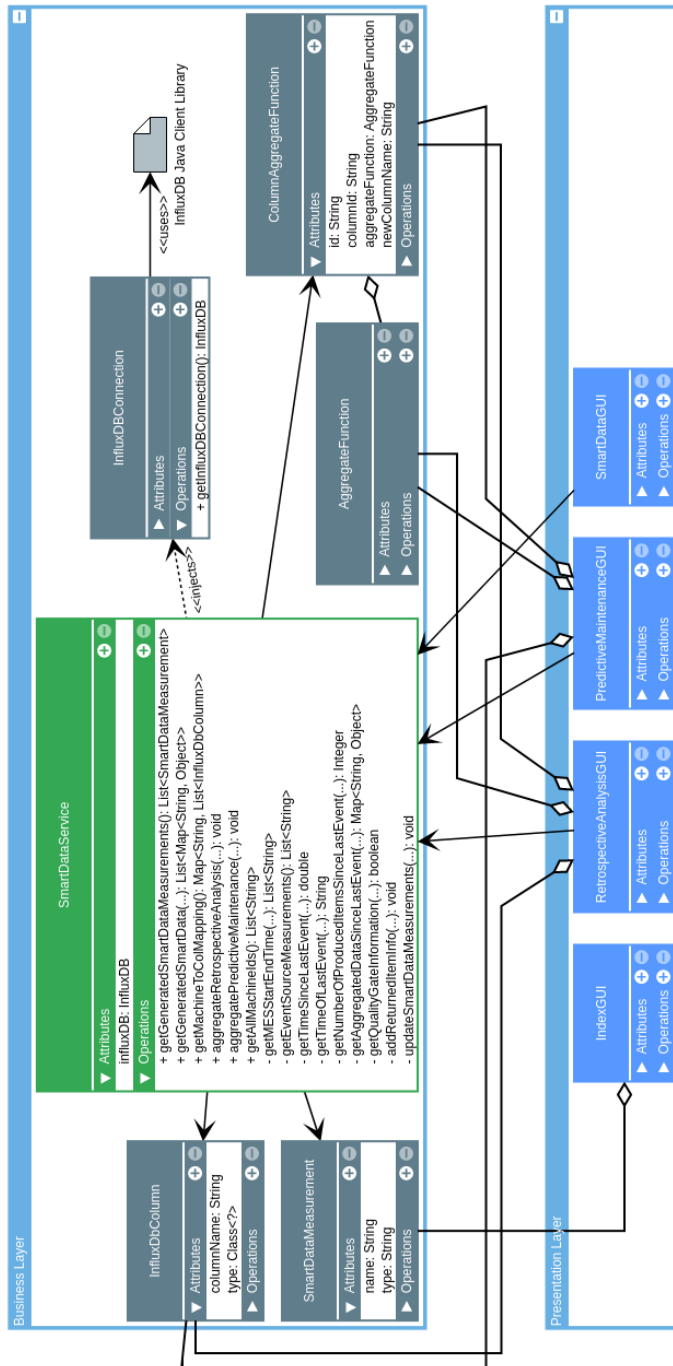 Business Layer
InfluxDbColumn
Attributes
columnName: String
type: Class<?>
Operations
SmartDataMeasurement
Attributes
name: String
type: String
Operations
SmartDataService
Attributes
influxDB: InfluxDB
Operations
+ getGeneratedSmartDataMeasurements(): List<SmartDataMeasurement>
+ getGeneratedSmartData(...): List<Map<String, Object>>
+ getMachineToColMapping(): Map<String, List<InfluxDbColumn>>
+ aggregateRetrospectiveAnalysis(...): void
+ aggregatePredictiveMaintenance(...): void
+ getAllMachineIds(): List<String>
- getMESStartEndTime(...): List<String>
- getEventSourceMeasurements(): List<String>
- getTimeSinceLastEvent(...): double
- getTimeOfLastEvent(...): String
- getNumberOfProducedItemsSinceLastEvent(...): Integer
- getAggregatedDataSinceLastEvent(...): Map<String, Object>
- getQualityGateInformation(...): boolean
- addReturnedItemInfo(...): void
- updateSmartDataMeasurements(...): void
<<injects>>
InfluxDBConnection
Attributes
Operations
+ getInfluxDBConnection(): InfluxDB
<<uses>>
InfluxDB Java Client Library
AggregateFunction
Attributes
Operations
ColumnAggregateFunction
Attributes
id: String
columnId: String
aggregateFunction: AggregateFunction
newColumnName: String
Operations
Presentation Layer
IndexGUI
Attributes
Operations
RetrospectiveAnalysisGUI
Attributes
Operations
PredictiveMaintenanceGUI
Attributes
Operations
SmartDataGUI
Attributes
Operations